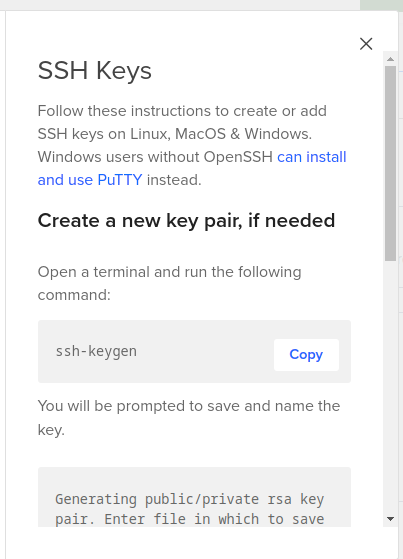 SSH Keys
Follow these instructions to create or add
SSH keys on Linux, MacOS & Windows.
Windows users without OpenSSH can install
and use PuTTY instead.
Create a new key pair, if needed
Open a terminal and run the following
command:
ssh-keygen
Copy
You will be prompted to save and name the
key.
Generating public/private rsa key
pair. Enter file in which to save